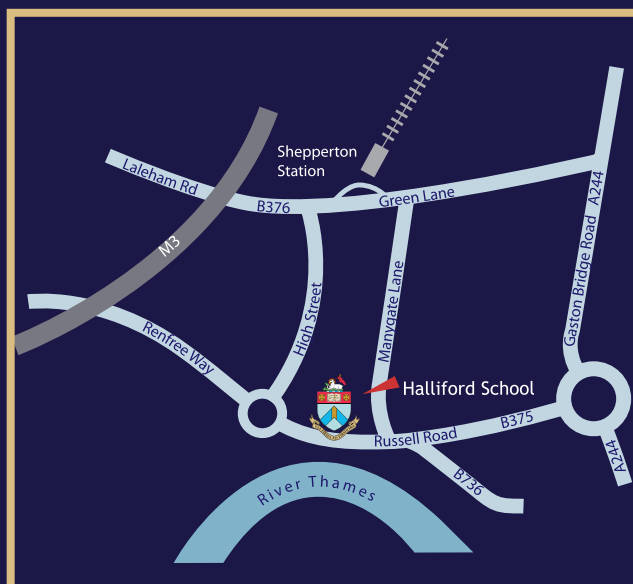 Shepperton
Station
Laleham Rd
B376
Green Lane
A244
M3
Gaston Bridge Road
High Street
Manygate Lane
Renfree Way
Halliford School
B375
Russell Road
A244
B736
River Thames